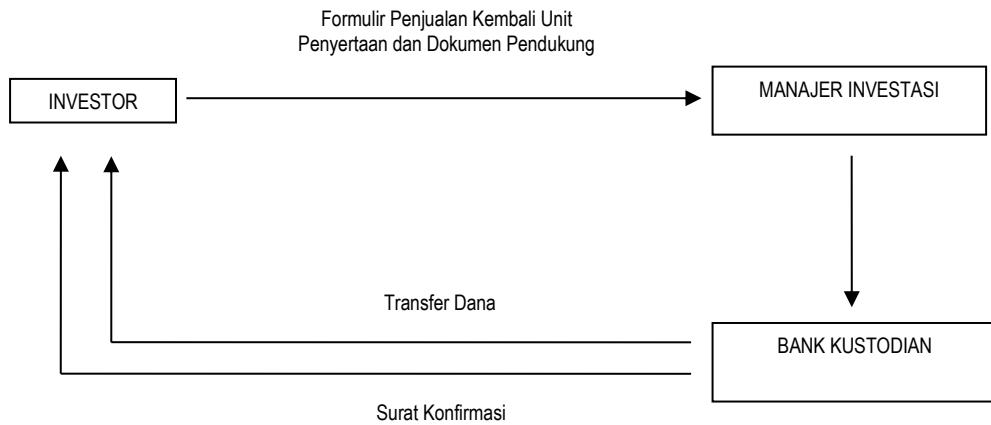 Formulir Penjualan Kembali Unit
Penyertaan dan Dokumen Pendukung
INVESTOR
MANAJER INVESTASI
Transfer Dana
BANK KUSTODIAN
Surat Konfirmasi